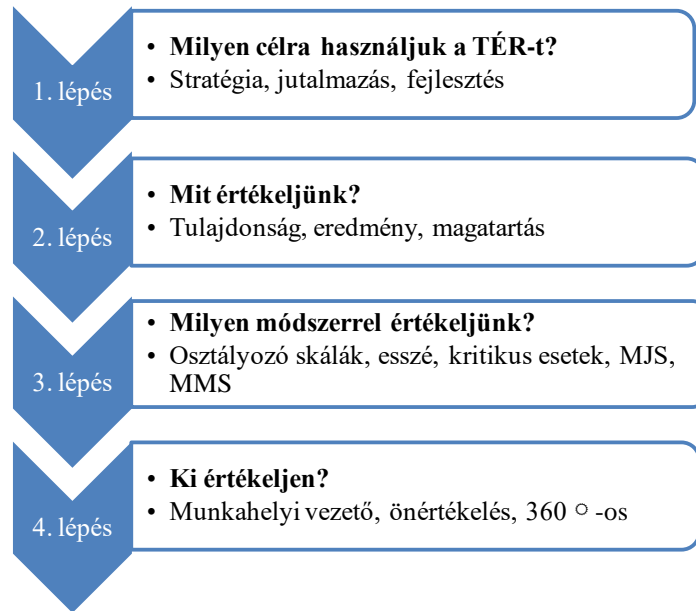 1. lépés
• Milyen célra használjuk a TÉR-t?
• Stratégia, jutalmazás, fejlesztés
2. lépés
• Mit értékeljünk?
• Tulajdonság, eredmény, magatartás
3. lépés
• Milyen módszerrel értékeljünk?
• Osztályozó skálák, esszé, kritikus esetek, MJS,
MMS
4. lépés
• Ki értékeljen?
• Munkahelyi vezető, önértékelés, 360 ○ -os